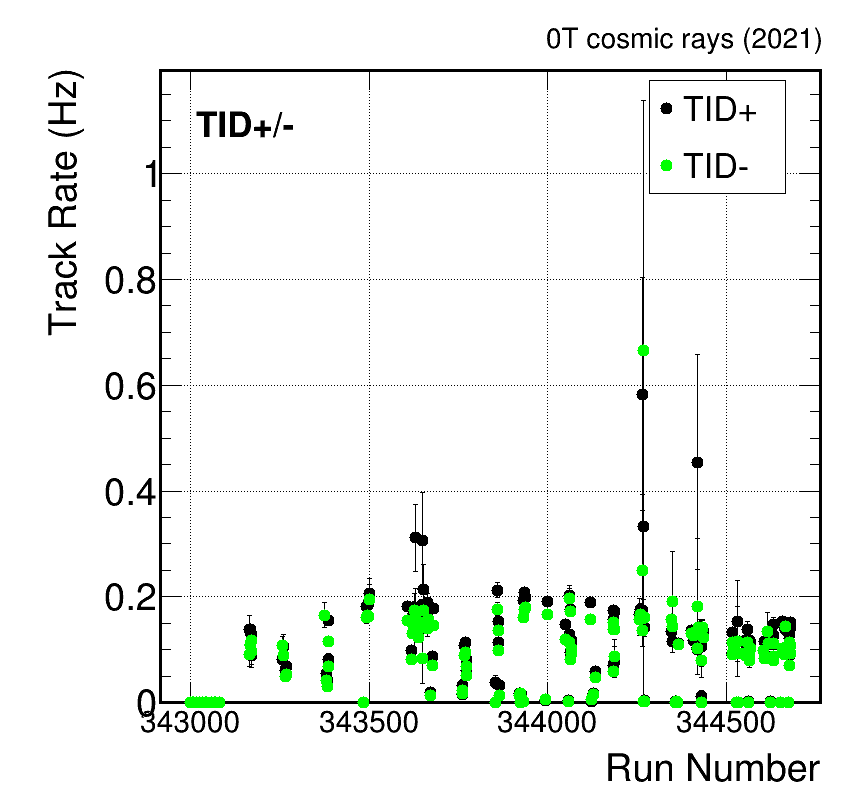 0T cosmic rays (2021)
Track Rate (Hz)
TID+/-
TID+
TID-
1
0.8
0.6
0.4
0.2
0
343000 343500 344000 344500
Run Number